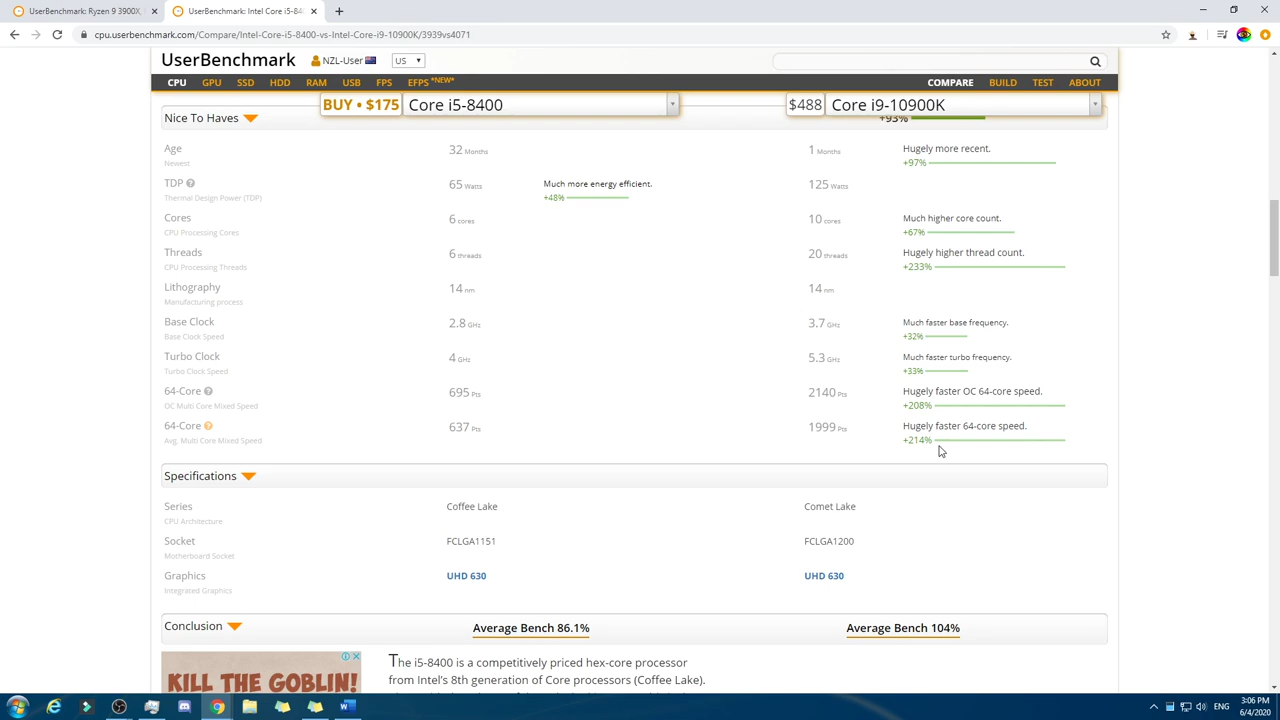 UserBenchmark: Ryzen 9 3900X, 
UserBenchmark: Intel Core i5-84
cpu.userbenchmark.com/Compare/Intel-Core-i5-8400-vs-Intel-Core-i9-10900K/3939vs4071
UserBenchmark NZL-User US
CPU GPU SSD HDD RAM USB FPS EFPS *NEW* COMPARE BUILD TEST ABOUT
BUY • $175 Core i5-8400 $488 Core i9-10900K
Nice To Haves +93%
Age 32 Months 1 Months Hugely more recent.
Newest +97%
TDP 65 Watts Much more energy efficient. 125 Watts
Thermal Design Power (TDP) +48%
Cores 6 cores 10 cores Much higher core count.
CPU Processing Cores +67%
Threads 6 threads 20 threads Hugely higher thread count.
CPU Processing Threads +233%
Lithography 14 nm 14 nm
Manufacturing process
Base Clock 2.8 GHz 3.7 GHz Much faster base frequency.
Base Clock Speed +32%
Turbo Clock 4 GHz 5.3 GHz Much faster turbo frequency.
Turbo Clock Speed +33%
64-Core 695 Pts 2140 Pts Hugely faster OC 64-core speed.
OC Multi Core Mixed Speed +208%
64-Core 637 Pts 1999 Pts Hugely faster 64-core speed.
Avg. Multi Core Mixed Speed +214%
Specifications
Series Coffee Lake Comet Lake
CPU Architecture
Socket FCLGA1151 FCLGA1200
Motherboard Socket
Graphics UHD 630 UHD 630
Integrated Graphics
Conclusion Average Bench 86.1% Average Bench 104%
The i5-8400 is a competitively priced hex-core processor
from Intel's 8th generation of Core processors (Coffee Lake).
KILL THE GOBLIN!
ENG
3:06 PM
6/4/2020